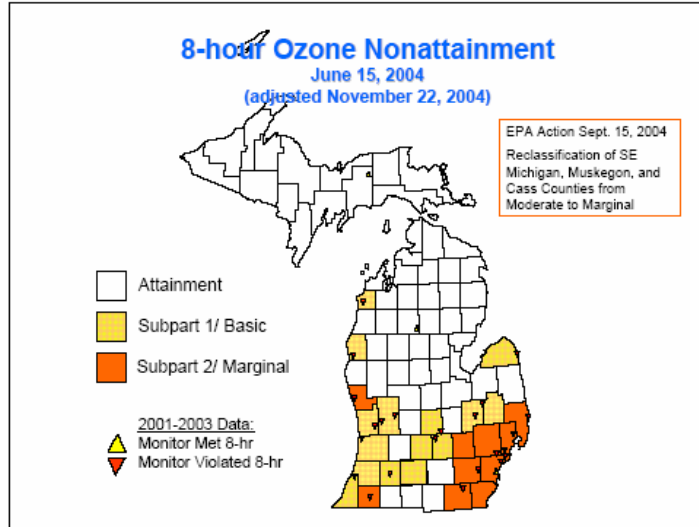 8-hour Ozone Nonattainment
June 15, 2004
(adjusted November 22, 2004)
EPA Action Sept. 15, 2004
Reclassification of SE
Michigan, Muskegon, and
Cass Counties from
Moderate to Marginal
Attainment
Subpart 1/ Basic
Subpart 2/ Marginal
2001-2003 Data:
Monitor Met 8-hr
Monitor Violated 8-hr